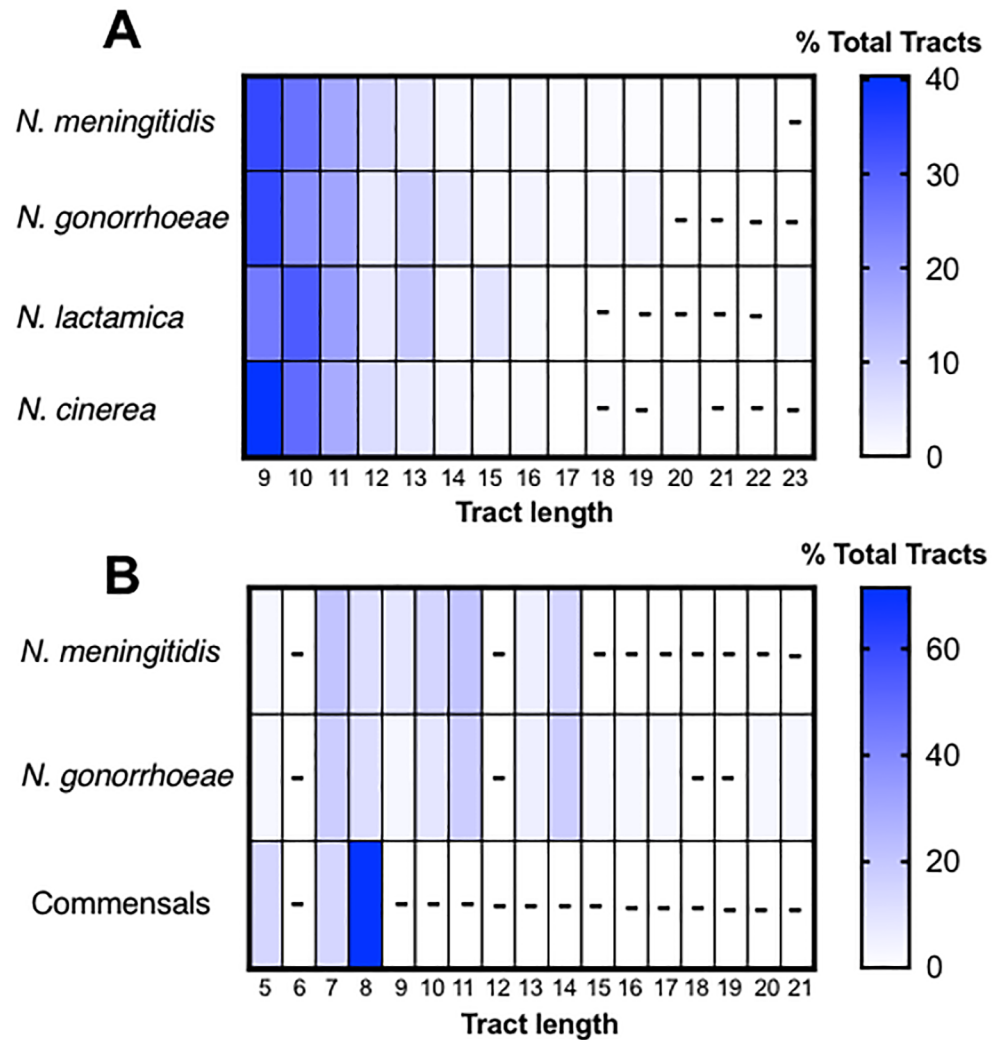 A
% Total Tracts
N. meningitidis
N. gonorrhoeae
N. lactamica
N. cinerea
- 
- - - -
- - - - -
- - - - -
40
30
20
10
0
9 10 11 12 13 14 15 16 17 18 19 20 21 22 23
Tract length
B
% Total Tracts
N. meningitidis
- - - - - - - - -
N. gonorrhoeae
- - - -
Commensals
- - - - - - - - - - - - - -
60
40
20
0
5 6 7 8 9 10 11 12 13 14 15 16 17 18 19 20 21
Tract length